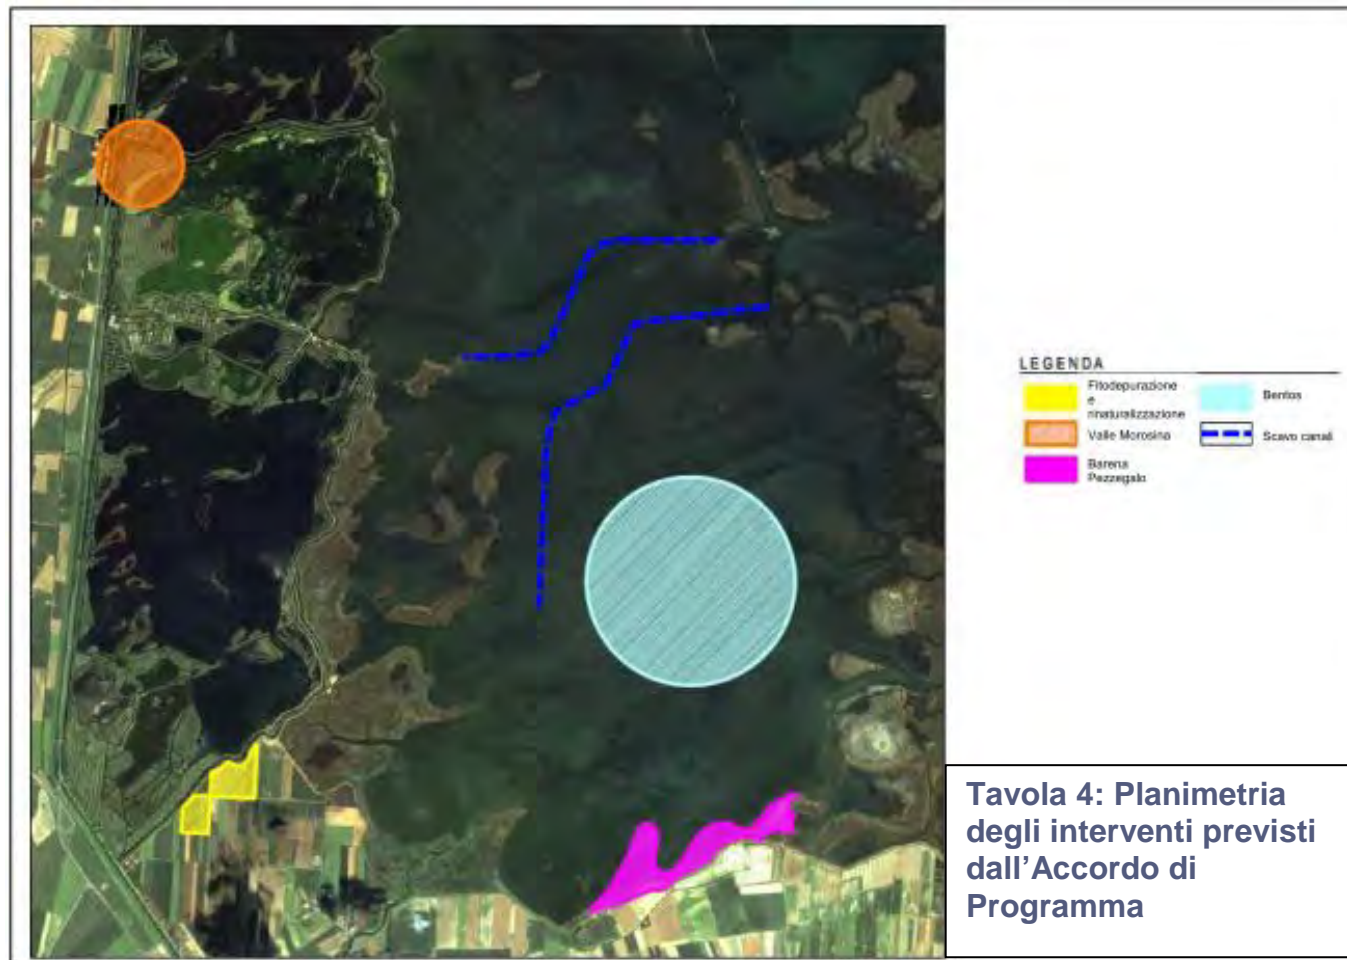 LEGENDA
Fitodepurazione
e
rinaturalizzazione
Valle Morosina
Barena
Pezzegalo
Bentos
Scavo canali
Tavola 4: Planimetria
degli interventi previsti
dall'Accordo di
Programma